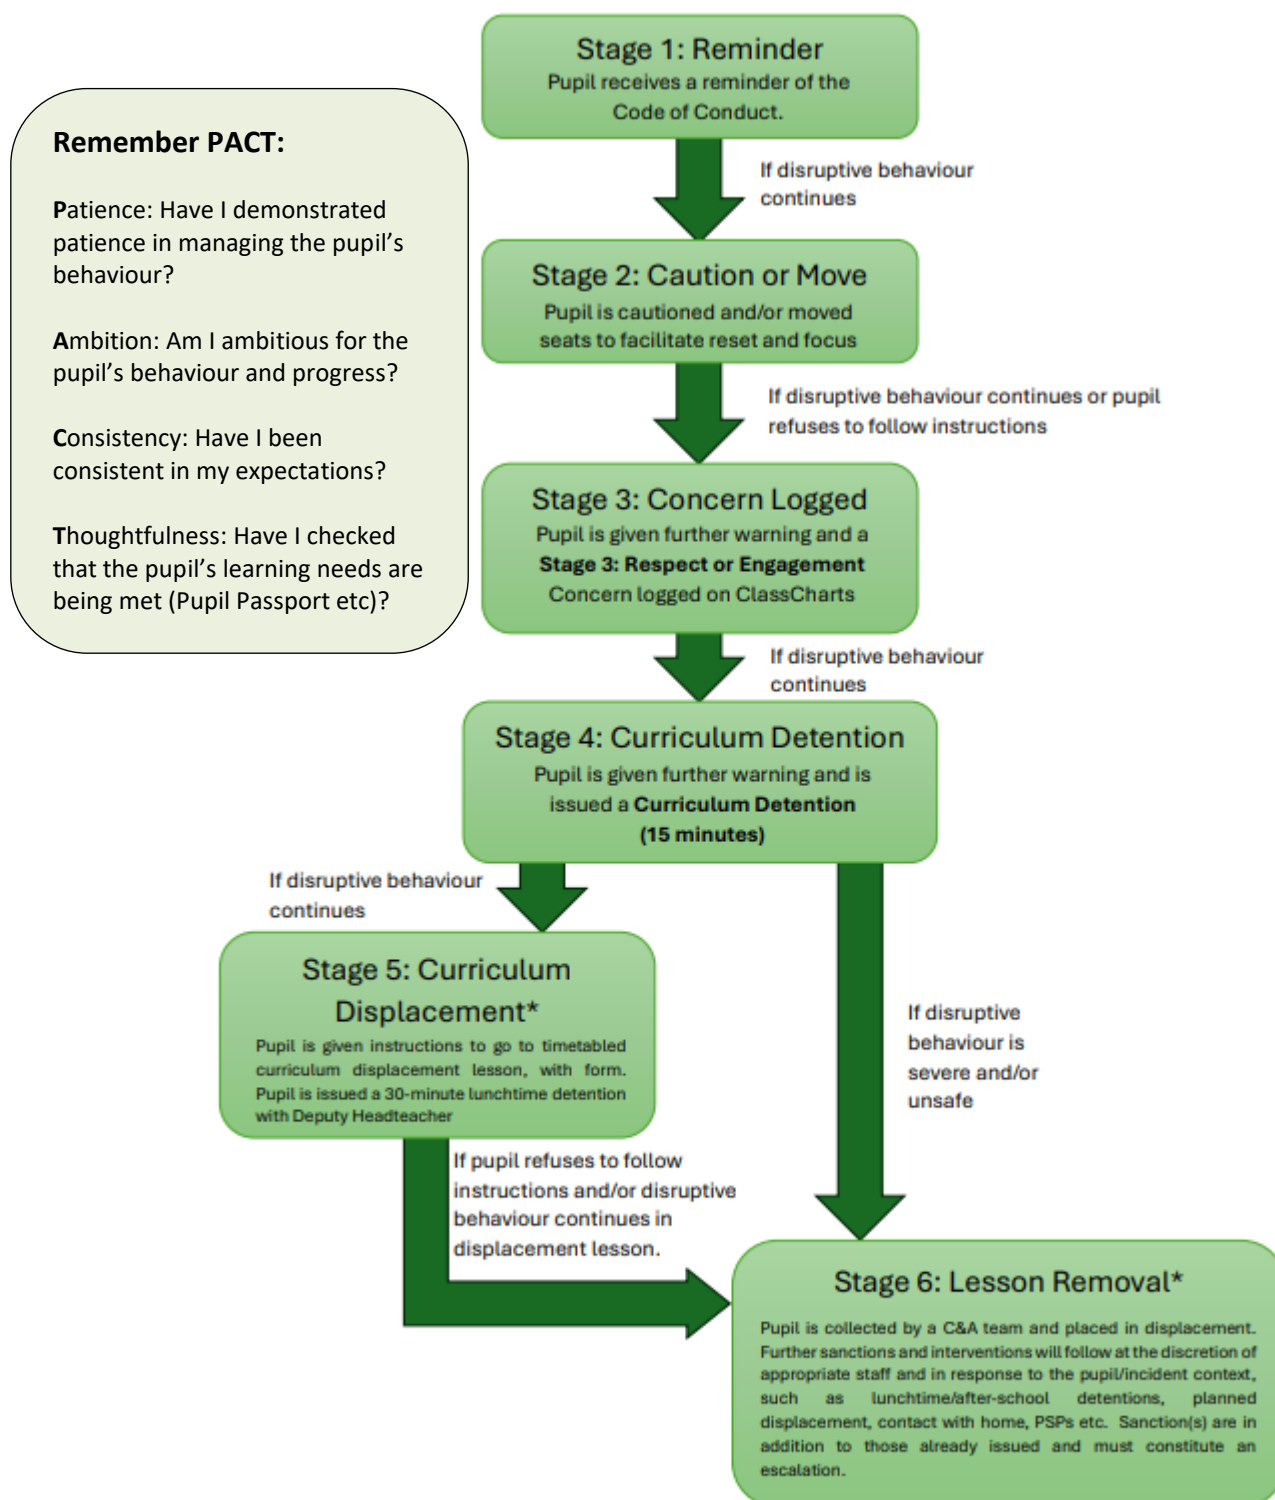 Stage 1: Reminder
Pupil receives a reminder of the
Code of Conduct.
Remember PACT:
Patience: Have I demonstrated
patience in managing the pupil’s
behaviour?
Ambition: Am I ambitious for the
pupil’s behaviour and progress?
Consistency: Have I been
consistent in my expectations?
Thoughtfulness: Have I checked
that the pupil’s learning needs are
being met (Pupil Passport etc)?
If disruptive behaviour
continues
Stage 2: Caution or Move
Pupil is cautioned and/or moved
seats to facilitate reset and focus
If disruptive behaviour continues or pupil
refuses to follow instructions
Stage 3: Concern Logged
Pupil is given further warning and a
Stage 3: Respect or Engagement
Concern logged on ClassCharts
If disruptive behaviour
continues
Stage 4: Curriculum Detention
Pupil is given further warning and is
issued a Curriculum Detention
(15 minutes)
If disruptive behaviour
continues
Stage 5: Curriculum
Displacement*
Pupil is given instructions to go to timetabled
curriculum displacement lesson, with form.
Pupil is issued a 30-minute lunchtime detention
with Deputy Headteacher
If disruptive
behaviour is
severe and/or
unsafe
If pupil refuses to follow
instructions and/or disruptive
behaviour continues in
displacement lesson.
Stage 6: Lesson Removal*
Pupil is collected by a C&A team and placed in displacement.
Further sanctions and interventions will follow at the discretion of
appropriate staff and in response to the pupil/incident context,
such as lunchtime/after-school detentions, planned
displacement, contact with home, PSPs etc. Sanction(s) are in
addition to those already issued and must constitute an
escalation.